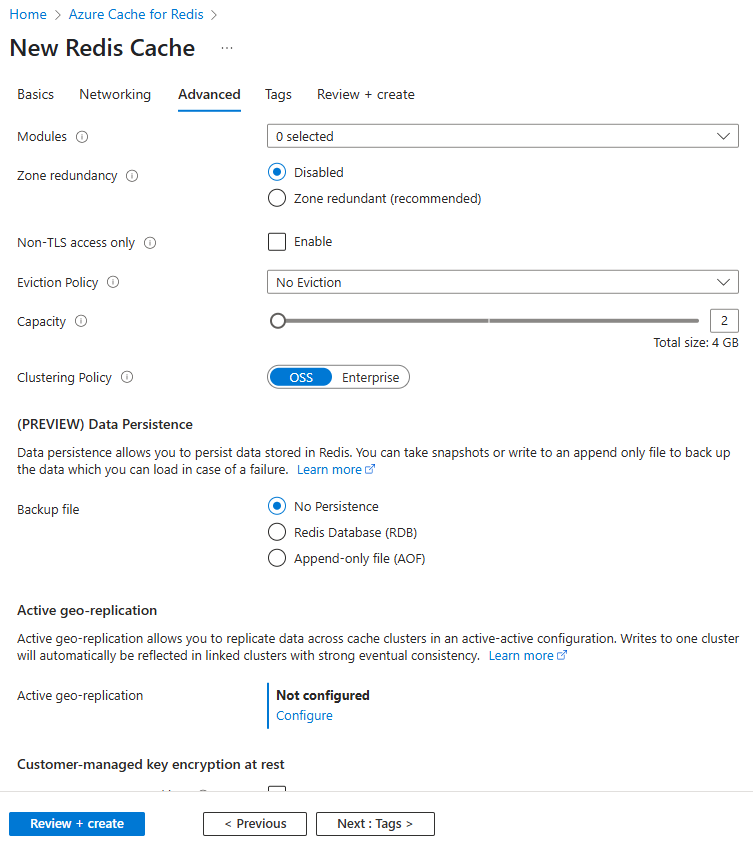 Home > Azure Cache for Redis >
New Redis Cache ...
Basics Networking Advanced Tags Review + create
Modules 0 selected
Zone redundancy Disabled
Zone redundant (recommended)
Non-TLS access only Enable
Eviction Policy No Eviction
Capacity 2
Total size: 4 GB
Clustering Policy OSS Enterprise
(PREVIEW) Data Persistence
Data persistence allows you to persist data stored in Redis. You can take snapshots or write to an append only file to back up
the data which you can load in case of a failure. Learn more
Backup file No Persistence
Redis Database (RDB)
Append-only file (AOF)
Active geo-replication
Active geo-replication allows you to replicate data across cache clusters in an active-active configuration. Writes to one cluster
will automatically be reflected in linked clusters with strong eventual consistency. Learn more
Active geo-replication Not configured
Configure
Customer-managed key encryption at rest
Review + create < Previous Next : Tags >